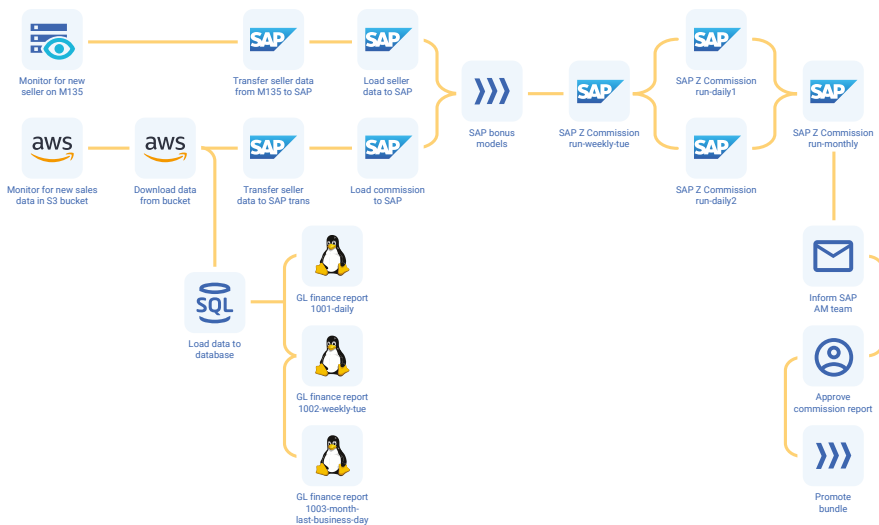 SAP
SAP
SAP
Monitor for new
seller on M135
Transfer seller data
from M135 to SAP
Load seller
data to SAP
SAP Z Commission
run-daily1
SAP
SAP
SAP bonus
models
SAP Z Commission
run-weekly-tue
SAP Z Commission
run-monthly
aws
aws
SAP
SAP
SAP
Monitor for new sales
data in S3 bucket
Download data
from bucket
Transfer seller
data to SAP trans
Load commission
to SAP
SAP Z Commission
run-daily2
SQL
Load data to
database
GL finance report
1001-daily
GL finance report
1002-weekly-tue
GL finance report
1003-month-
last-business-day
Inform SAP
AM team
Approve
commission report
Promote
bundle